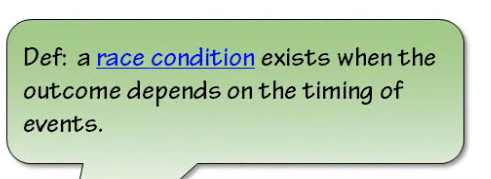 Def: a race condition exists when the
outcome depends on the timing of
events.